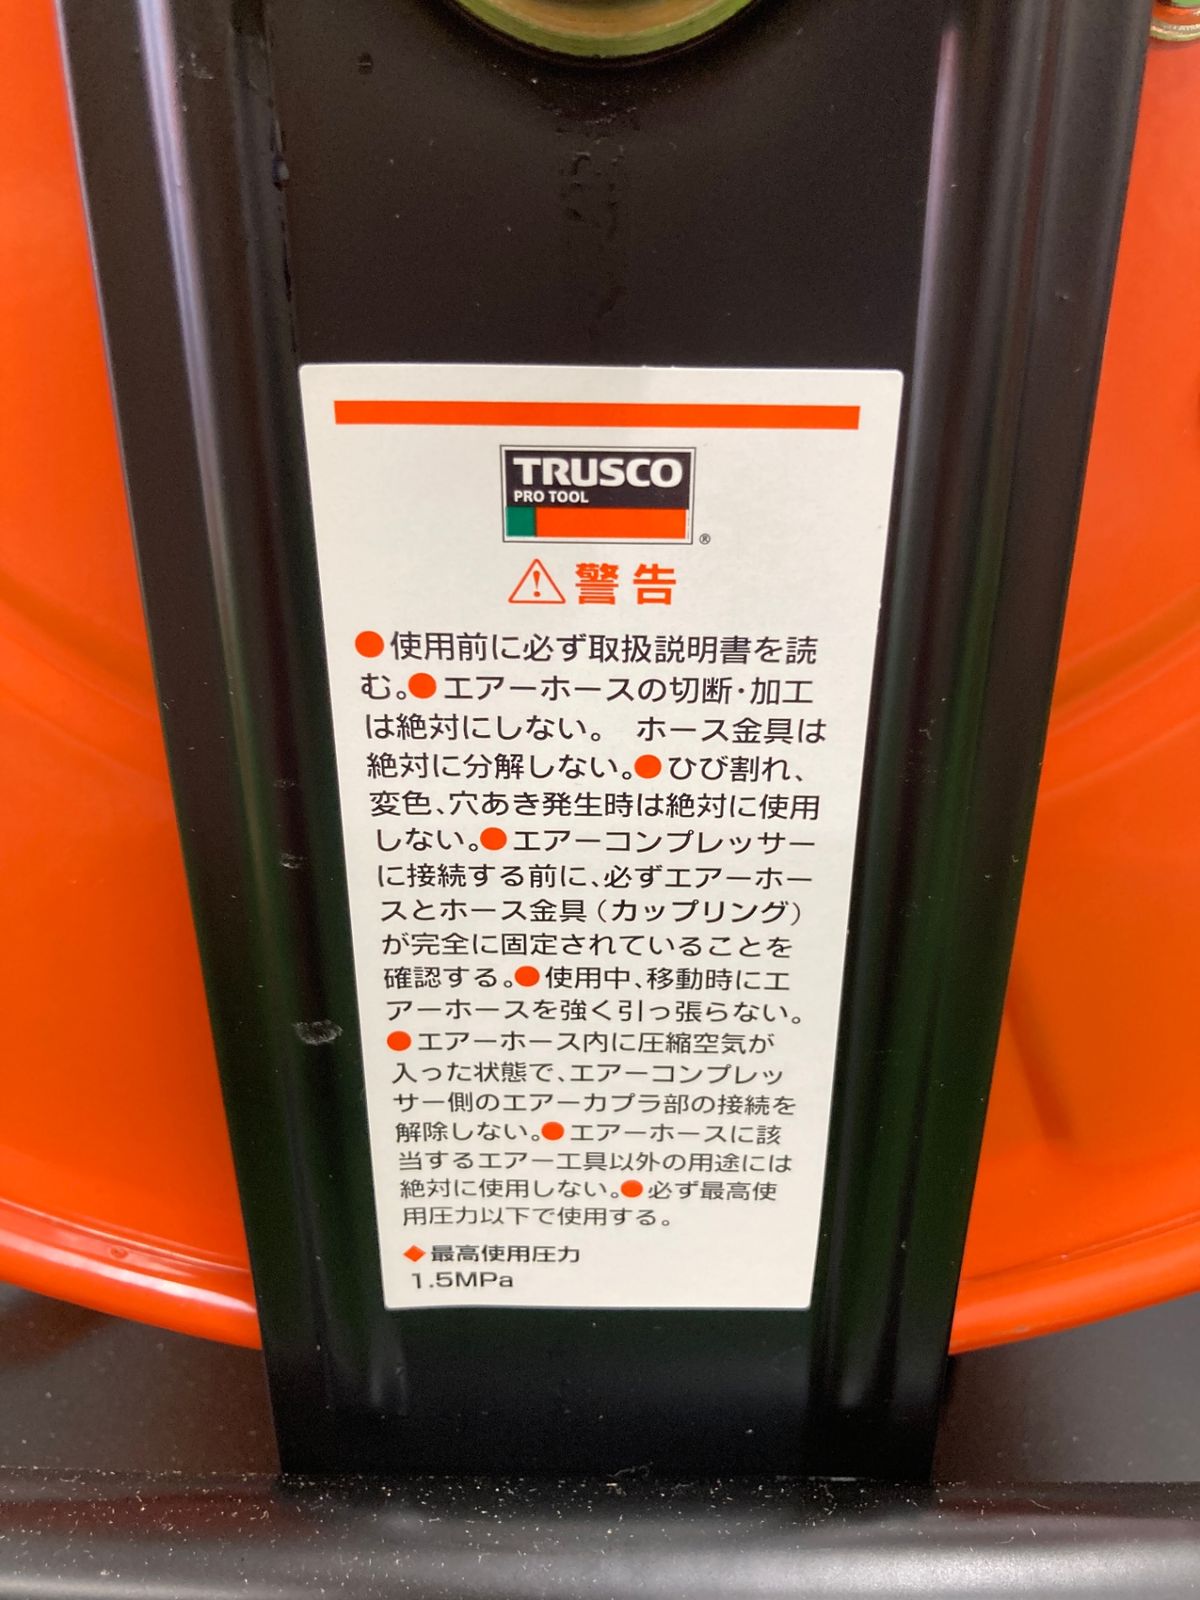 TRUSCO
PRO TOOL
®
警告
●使用前に必ず取扱説明書を読
む。●エアーホースの切断・加工
は絶対にしない。 ホース金具は
絶対に分解しない。●ひび割れ、
変色、穴あき発生時は絶対に使用
しない。●エアーコンプレッサー
に接続する前に、必ずエアーホー
スとホース金具(カップリング)
が完全に固定されていることを
確認する。●使用中、移動時にエ
アーホースを強く引っ張らない。
●エアーホース内に圧縮空気が
入った状態で、エアーコンプレッ
サー側のエアーカプラ部の接続を
解除しない。●エアーホースに該
当するエアー工具以外の用途には
絶対に使用しない。●必ず最高使
用圧力以下で使用する。
◆最高使用圧力
1.5MPa